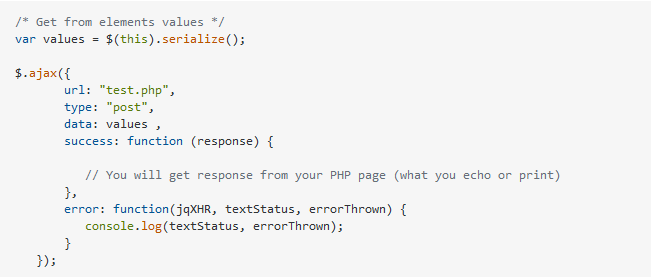 /* Get from elements values */
var values = $(this).serialize();

$.ajax({
        url: "test.php",
        type: "post",
        data: values ,
        success: function (response) {

           // You will get response from your PHP page (what you echo or print)
        },
        error: function(jqXHR, textStatus, errorThrown) {
           console.log(textStatus, errorThrown);
        }
    });